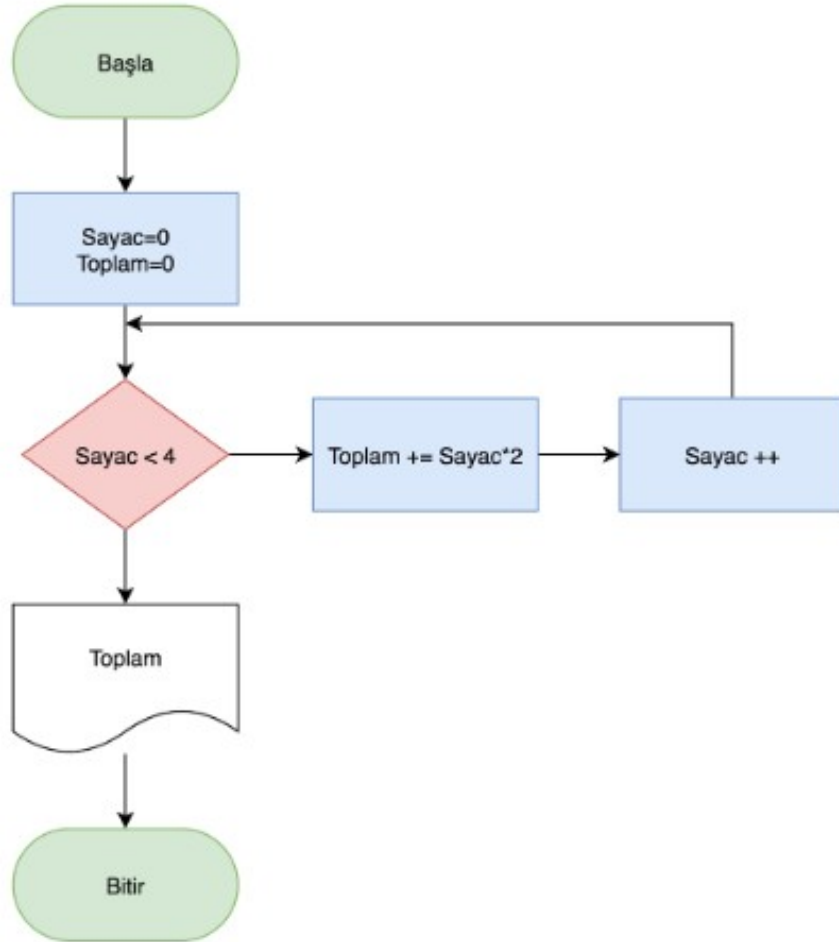 Başla
Sayac=0
Toplam=0
Sayac < 4
Toplam += Sayac*2
Sayac ++
Toplam
Bitir